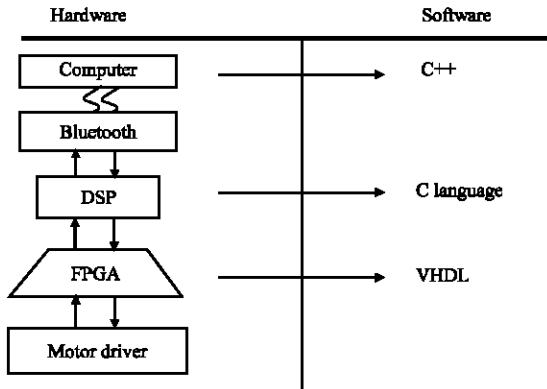 Hardware Software
Computer C++
Bluetooth
DSP C language
FPGA VHDL
Motor driver